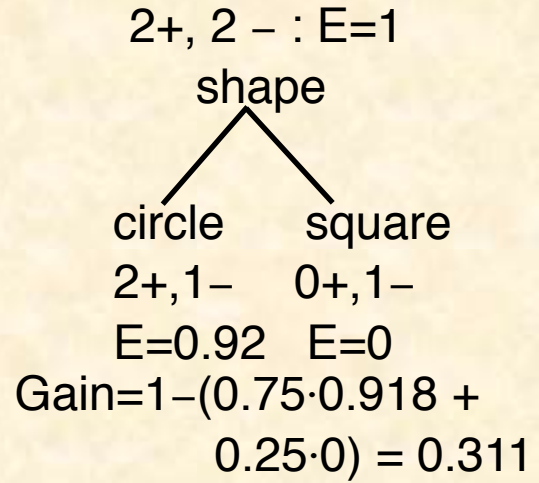 2+, 2 − : E=1
shape
circle square
2+,1− 0+,1−
E=0.92 E=0
Gain=1−(0.75·0.918 +
0.25·0) = 0.311